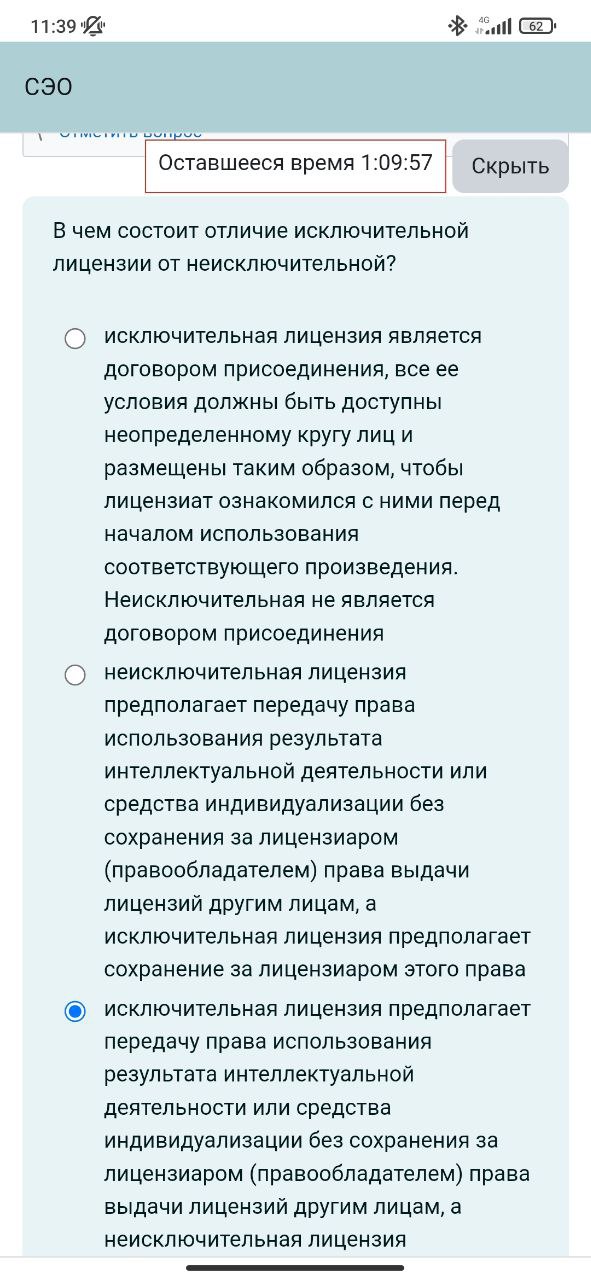 11:39
4G
62
СЭО
Отметить вопрос
Оставшееся время 1:09:57
Скрыть
В чем состоит отличие исключительной
лицензии от неисключительной?
исключительная лицензия является
договором присоединения, все ее
условия должны быть доступны
неопределенному кругу лиц и
размещены таким образом, чтобы
лицензиат ознакомился с ними перед
началом использования
соответствующего произведения.
Неисключительная не является
договором присоединения
неисключительная лицензия
предполагает передачу права
использования результата
интеллектуальной деятельности или
средства индивидуализации без
сохранения за лицензиаром
(правообладателем) права выдачи
лицензий другим лицам, а
исключительная лицензия предполагает
сохранение за лицензиаром этого права
исключительная лицензия предполагает
передачу права использования
результата интеллектуальной
деятельности или средства
индивидуализации без сохранения за
лицензиаром (правообладателем) права
выдачи лицензий другим лицам, а
неисключительная лицензия